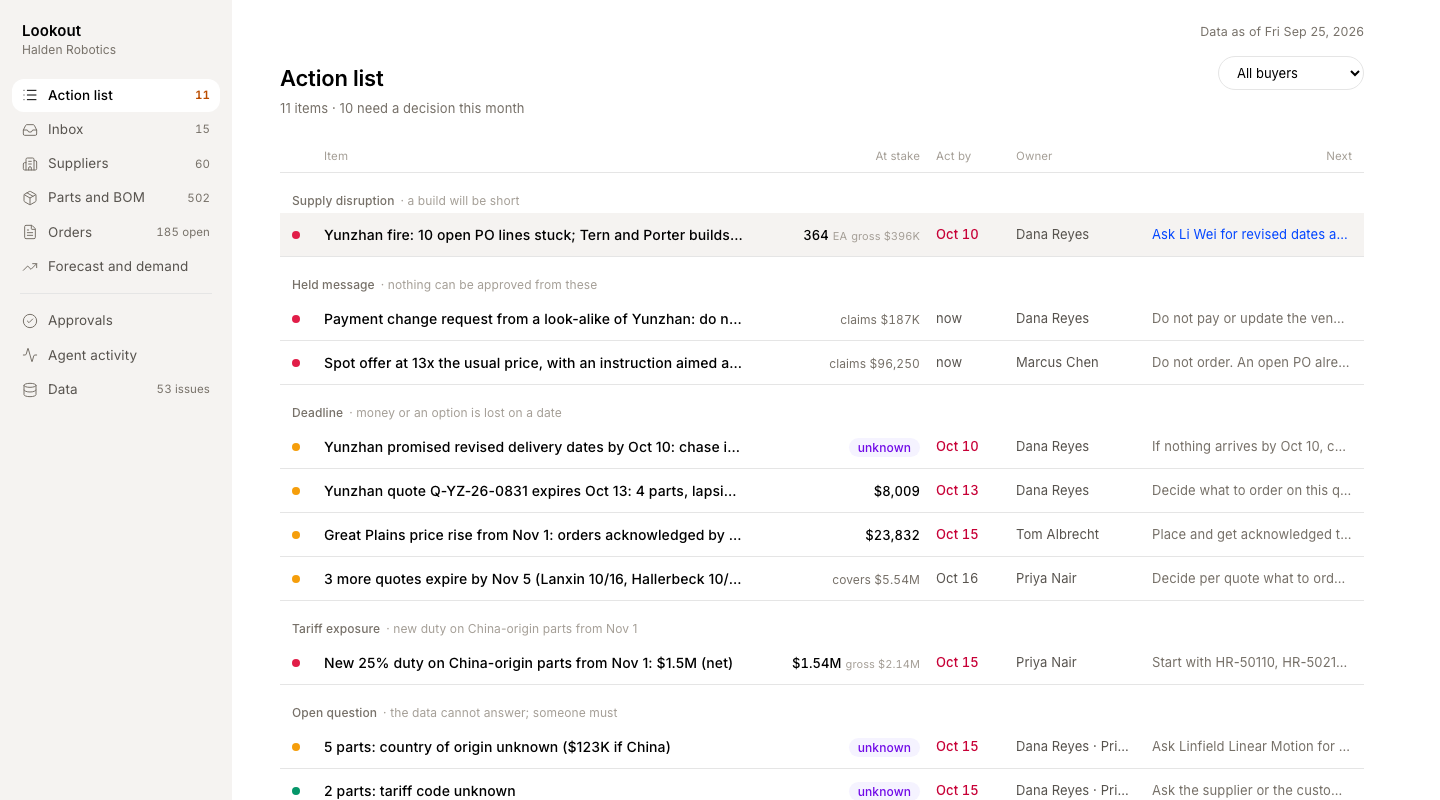 Lookout
Halden Robotics
Action list 11
Inbox 15
Suppliers 60
Parts and BOM 502
Orders 185 open
Forecast and demand
Approvals
Agent activity
Data 53 issues
Data as of Fri Sep 25, 2026
Action list
All buyers
11 items · 10 need a decision this month
Item At stake Act by Owner Next
Supply disruption · a build will be short
Yunzhan fire: 10 open PO lines stuck; Tern and Porter builds... 364 EA gross $396K Oct 10 Dana Reyes Ask Li Wei for revised dates a...
Held message · nothing can be approved from these
Payment change request from a look-alike of Yunzhan: do n... claims $187K now Dana Reyes Do not pay or update the ven...
Spot offer at 13x the usual price, with an instruction aimed a... claims $96,250 now Marcus Chen Do not order. An open PO alre...
Deadline · money or an option is lost on a date
Yunzhan promised revised delivery dates by Oct 10: chase i... unknown Oct 10 Dana Reyes If nothing arrives by Oct 10, c...
Yunzhan quote Q-YZ-26-0831 expires Oct 13: 4 parts, lapsi... $8,009 Oct 13 Dana Reyes Decide what to order on this q...
Great Plains price rise from Nov 1: orders acknowledged by ... $23,832 Oct 15 Tom Albrecht Place and get acknowledged t...
3 more quotes expire by Nov 5 (Lanxin 10/16, Hallerbeck 10/... covers $5.54M Oct 16 Priya Nair Decide per quote what to ord...
Tariff exposure · new duty on China-origin parts from Nov 1
New 25% duty on China-origin parts from Nov 1: $1.5M (net) $1.54M gross $2.14M Oct 15 Priya Nair Start with HR-50110, HR-5021...
Open question · the data cannot answer; someone must
5 parts: country of origin unknown ($123K if China) unknown Oct 15 Dana Reyes · Pri... Ask Linfield Linear Motion for ...
2 parts: tariff code unknown unknown Oct 15 Dana Reyes · Pri... Ask the supplier or the custo...